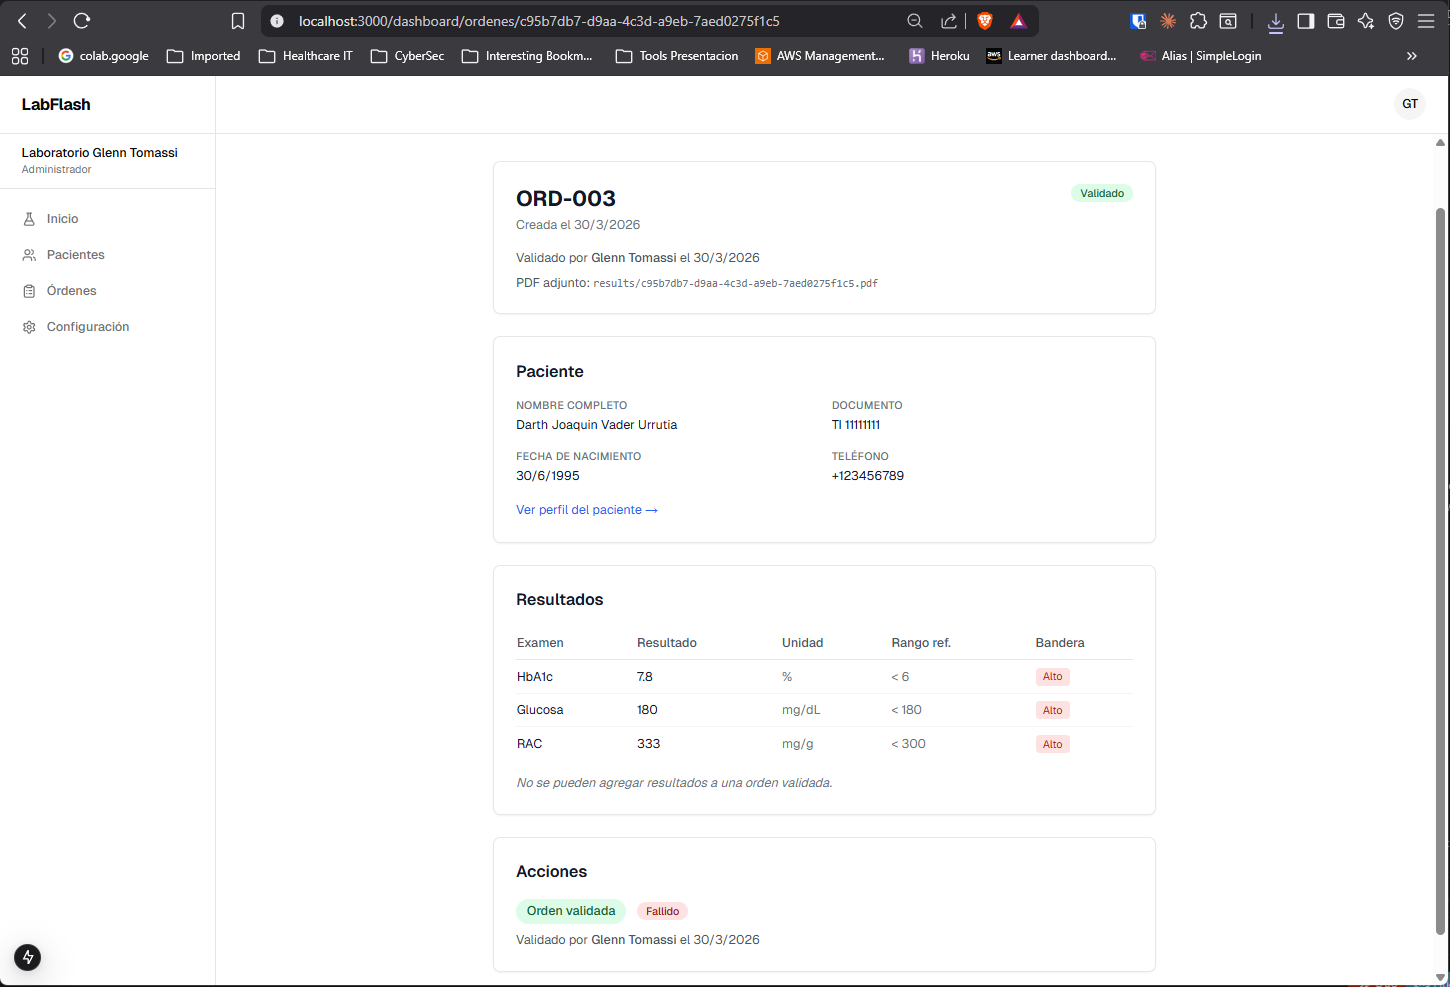 localhost:3000/dashboard/ordenes/c95b7db7-d9aa-4c3d-a9eb-7aed0275f1c5
colab.google Imported Healthcare IT CyberSec Interesting Bookm... Tools Presentacion AWS Management... Heroku Learner dashboard... Alias | SimpleLogin
LabFlash
GT
Laboratorio Glenn Tomassi
Administrador
Inicio
Pacientes
Órdenes
Configuración
ORD-003
Validado
Creada el 30/3/2026
Validado por Glenn Tomassi el 30/3/2026
PDF adjunto: results/c95b7db7-d9aa-4c3d-a9eb-7aed0275f1c5.pdf
Paciente
NOMBRE COMPLETO DOCUMENTO
Darth Joaquin Vader Urrutia TI 11111111
FECHA DE NACIMIENTO TELÉFONO
30/6/1995 +123456789
Ver perfil del paciente →
Resultados
Examen Resultado Unidad Rango ref. Bandera
HbA1c 7.8 % < 6 Alto
Glucosa 180 mg/dL < 180 Alto
RAC 333 mg/g < 300 Alto
No se pueden agregar resultados a una orden validada.
Acciones
Orden validada Fallido
Validado por Glenn Tomassi el 30/3/2026